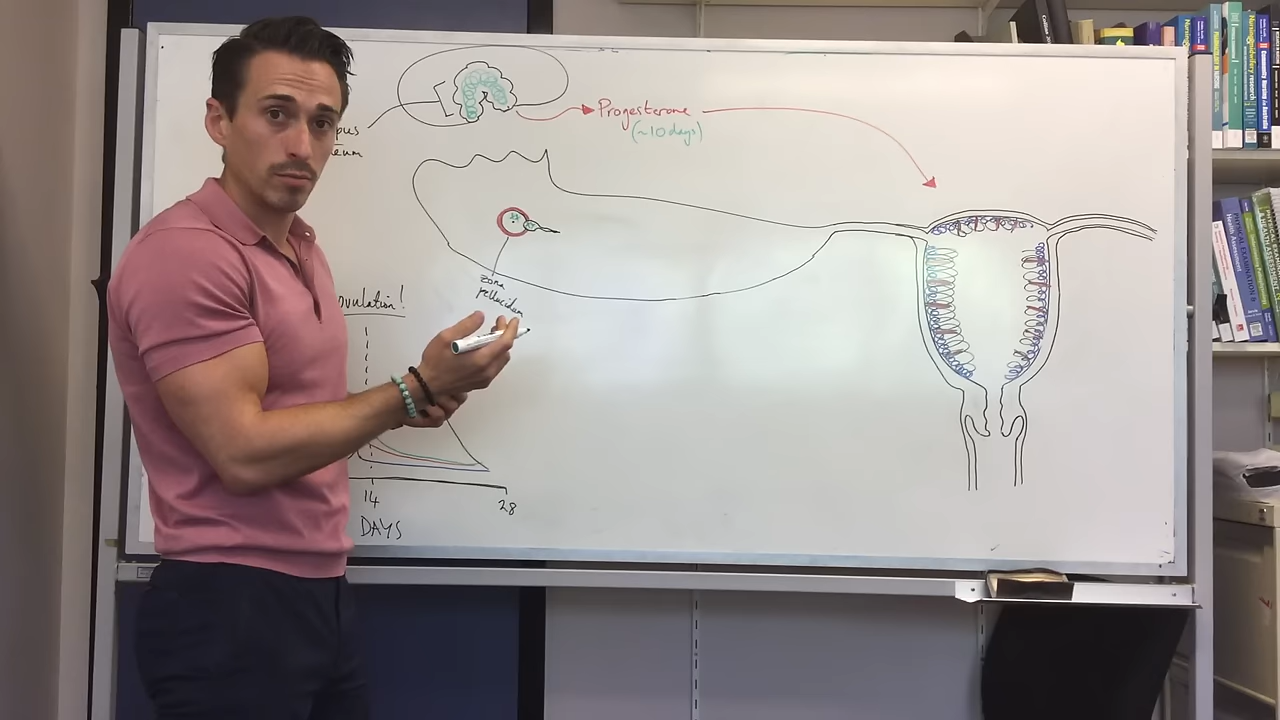 Progesterone
(~10 days)
pus
eum
zona
pellucida
ovulation!
14
28
DAYS